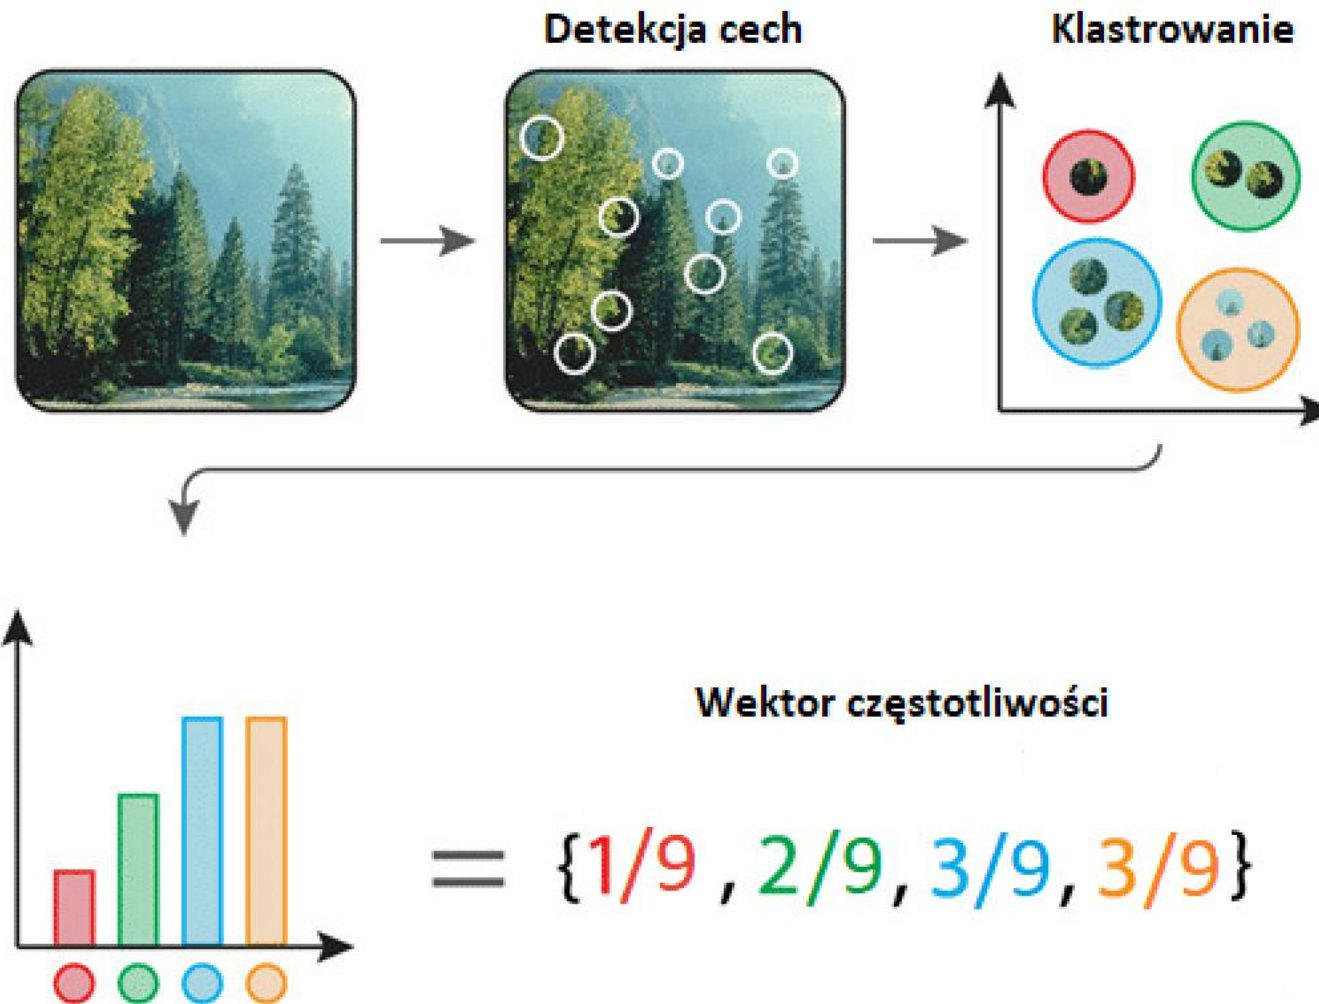 Detekcja cech
Klastrowanie
Wektor częstotliwości
= {1/9 , 2/9, 3/9, 3/9}